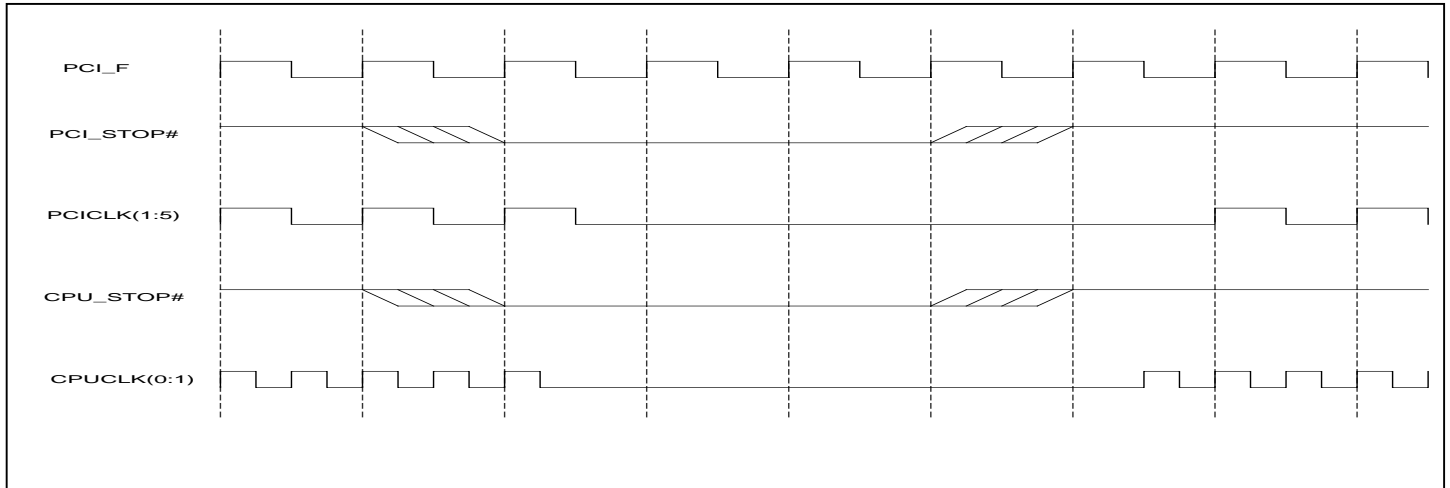 PCI_F
PCI_STOP#
PCICLK(1:5)
CPU_STOP#
CPUCLK(0:1)